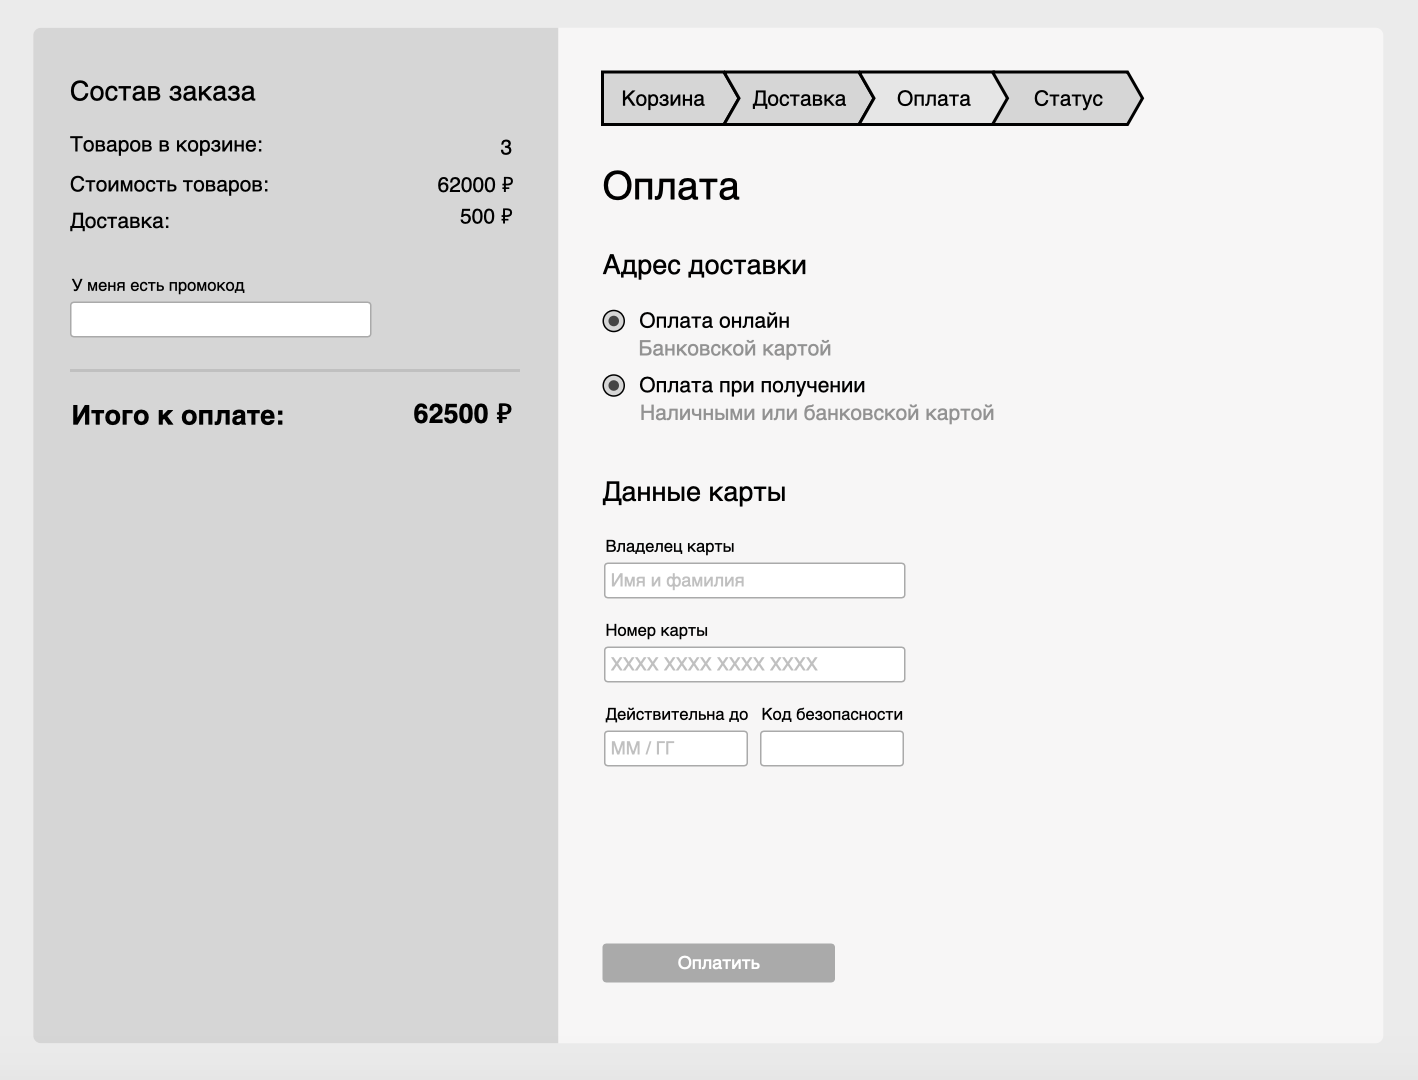 Состав заказа
Товаров в корзине: 3
Стоимость товаров: 62000 ₽
Доставка: 500 ₽
У меня есть промокод
Итого к оплате: 62500 ₽
Корзина Доставка Оплата Статус
Оплата
Адрес доставки
Оплата онлайн
Банковской картой
Оплата при получении
Наличными или банковской картой
Данные карты
Владелец карты
Имя и фамилия
Номер карты
XXXX XXXX XXXX XXXX
Действительна до Код безопасности
ММ / ГГ
Оплатить